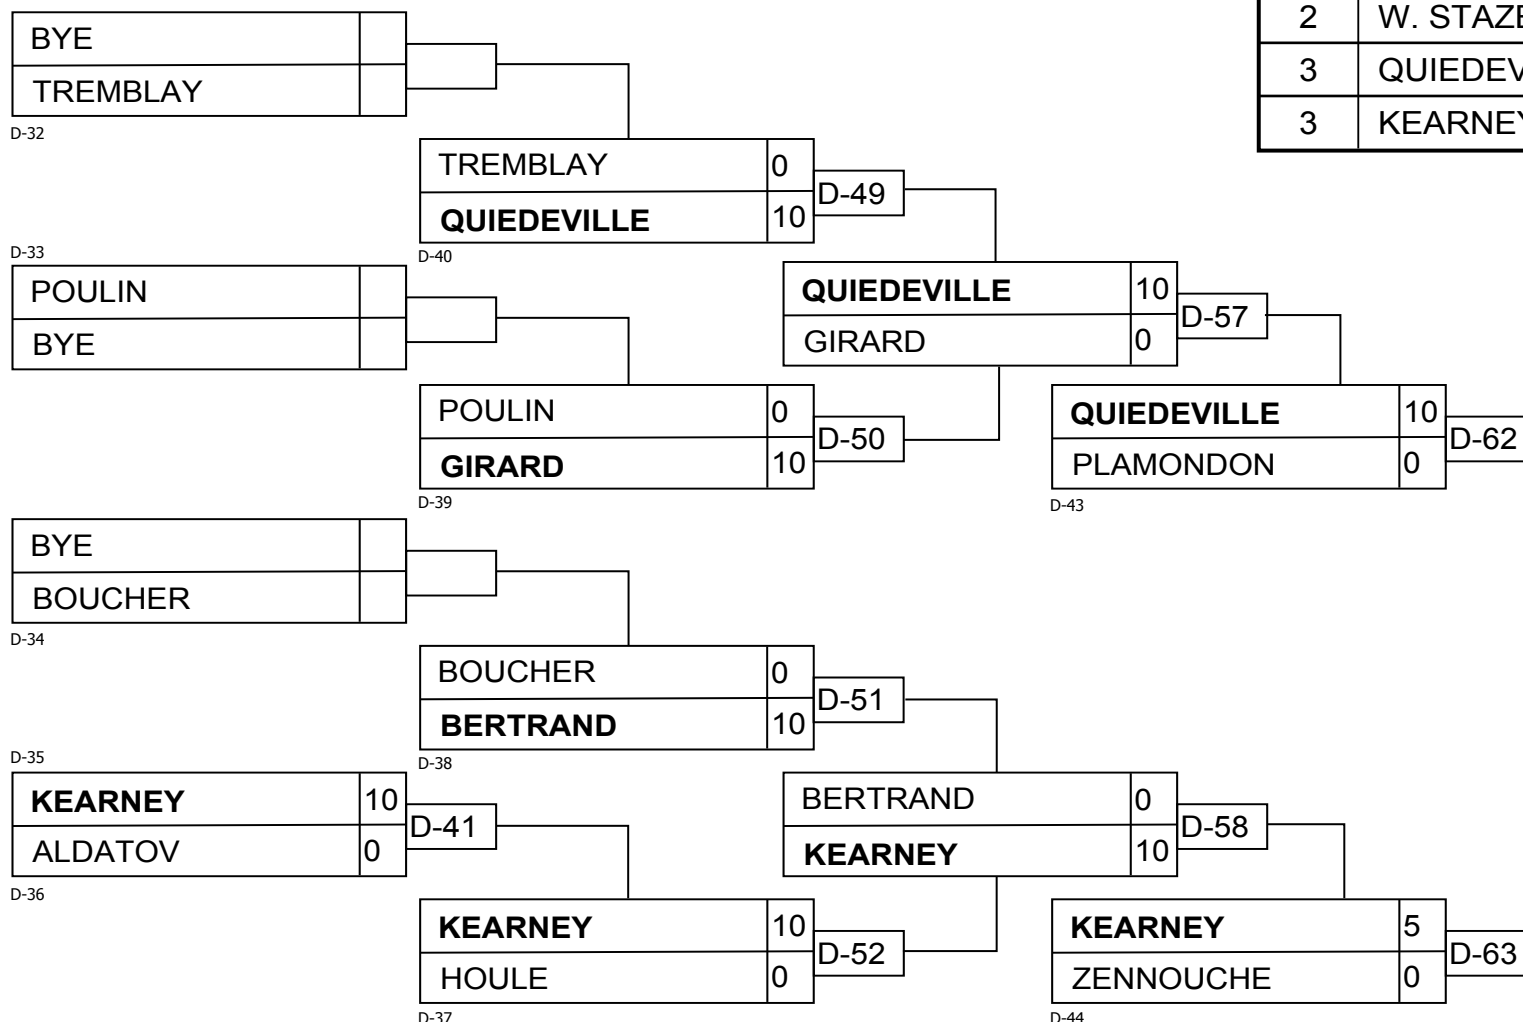 BYE
TREMBLAY
D-32
2 W. STAZE
3 QUIEDEV
3 KEARNEY
TREMBLAY 0
QUIEDEVILLE 10
D-49
D-40
D-33
POULIN
BYE
QUIEDEVILLE 10
GIRARD 0
D-57
POULIN 0
GIRARD 10
D-50
D-39
QUIEDEVILLE 10
PLAMONDON 0
D-62
D-43
BYE
BOUCHER
D-34
BOUCHER 0
BERTRAND 10
D-51
D-38
D-35
KEARNEY 10
ALDATOV 0
D-41
D-36
BERTRAND 0
KEARNEY 10
D-58
KEARNEY 10
HOULE 0
D-52
D-37
KEARNEY 5
ZENNOUCHE 0
D-63
D-44